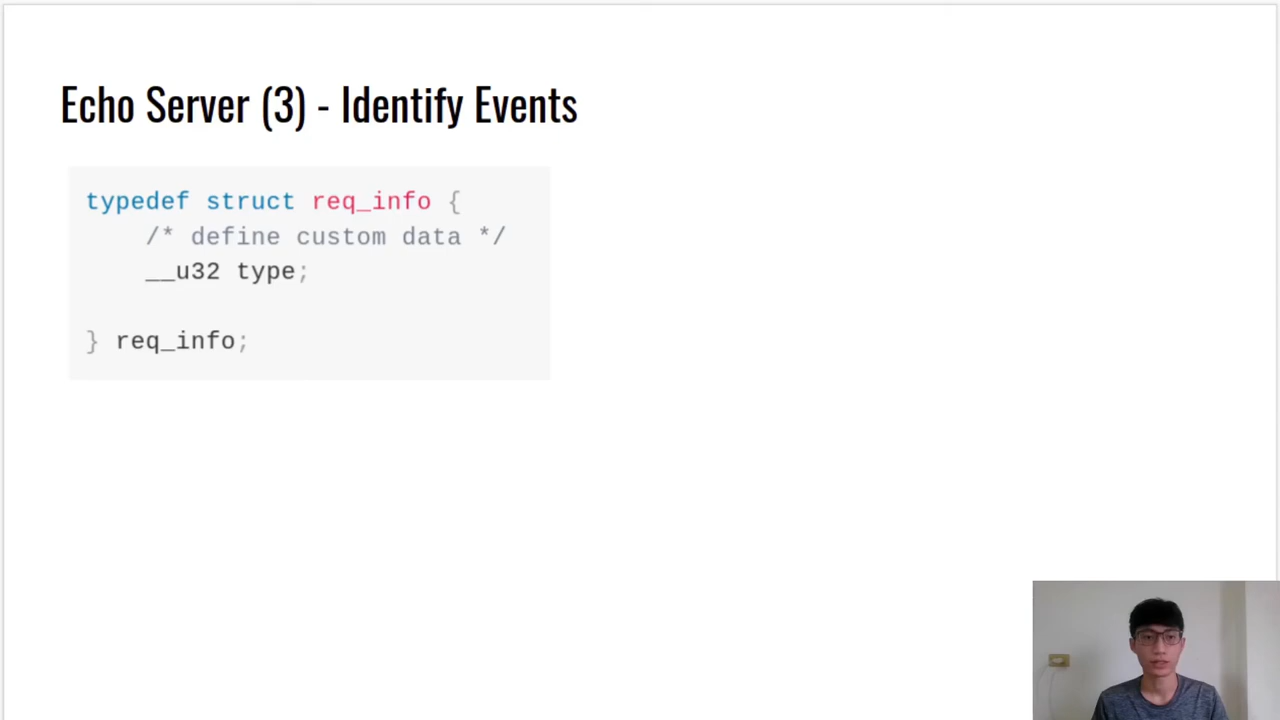 Echo Server (3) - Identify Events
typedef struct req_info {
/* define custom data */
__u32 type;
} req_info;